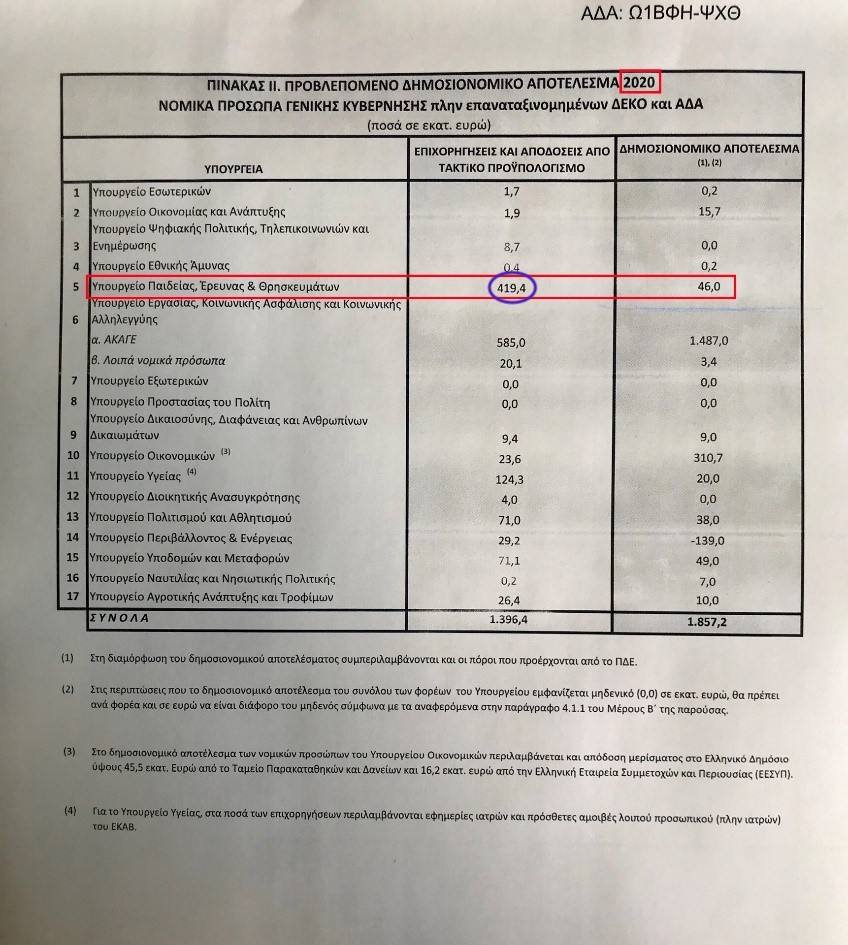 ΑΔΑ: Ω1ΒΦΗ-ΨΧΘ
ΠΙΝΑΚΑΣ ΙΙ. ΠΡΟΒΛΕΠΟΜΕΝΟ ΔΗΜΟΣΙΟΝΟΜΙΚΟ ΑΠΟΤΕΛΕΣΜΑ 2020
ΝΟΜΙΚΑ ΠΡΟΣΩΠΑ ΓΕΝΙΚΗΣ ΚΥΒΕΡΝΗΣΗΣ πλην επαναταξινομημένων ΔΕΚΟ και ΑΔΑ
(ποσά σε εκατ. ευρώ)
ΥΠΟΥΡΓΕΙΑ
ΕΠΙΧΟΡΗΓΗΣΕΙΣ ΚΑΙ ΑΠΟΔΟΣΕΙΣ ΑΠΟ
ΤΑΚΤιΚΟ ΠΡΟΫΠΟΛΟΓΙΣΜΟ
ΔΗΜΟΣΙΟΝΟΜΙΚΟ ΑΠΟΤΕΛΕΣΜΑ
(1), (2)
1 Υπουργείο Εσωτερικών 1,7 0,2
2 Υπουργείο Οικονομίας και Ανάπτυξης 1,9 15,7
Υπουργείο Ψηφιακής Πολιτικής, Τηλεπικοινωνιών και
3 Ενημέρωσης 8,7 0,0
4 Υπουργείο Εθνικής Άμυνας 0,4 0,2
5 Υπουργείο Παιδείας, Έρευνας & Θρησκευμάτων 419,4 46,0
Υπουργείο Εργασίας, Κοινωνικής Ασφάλισης και Κοινωνικής
6 Αλληλεγγύης
α. ΑΚΑΓΕ 585,0 1.487,0
β. Λοιπά νομικά πρόσωπα 20,1 3,4
7 Υπουργείο Εξωτερικών 0,0 0,0
8 Υπουργείο Προστασίας του Πολίτη 0,0 0,0
Υπουργείο Δικαιοσύνης, Διαφάνειας και Ανθρωπίνων
9 Δικαιωμάτων 9,4 9,0
10 Υπουργείο Οικονομικών (3) 23,6 310,7
11 Υπουργείο Υγείας (4) 124,3 20,0
12 Υπουργείο Διοικητικής Ανασυγκρότησης 4,0 0,0
13 Υπουργείο Πολιτισμού και Αθλητισμού 71,0 38,0
14 Υπουργείο Περιβάλλοντος & Ενέργειας 29,2 -139,0
15 Υπουργείο Υποδομών και Μεταφορών 71,1 49,0
16 Υπουργείο Ναυτιλίας και Νησιωτικής Πολιτικής 0,2 7,0
17 Υπουργείο Αγροτικής Ανάπτυξης και Τροφίμων 26,4 10,0
ΣΥΝΟΛΑ 1.396,4 1.857,2
(1) Στη διαμόρφωση του δημοσιονομικού αποτελέσματος συμπεριλαμβάνονται και οι πόροι που προέρχονται από το ΠΔΕ.
(2) Στις περιπτώσεις που το δημοσιονομικό αποτέλεσμα του συνόλου των φορέων του Υπουργείου εμφανίζεται μηδενικό (0,0) σε εκατ. ευρώ, θα πρέπει
ανά φορέα και σε ευρώ να είναι διάφορο του μηδενός σύμφωνα με τα αναφερόμενα στην παράγραφο 4.1.1 του Μέρους Β΄ της παρούσας.
(3) Στο δημοσιονομικό αποτέλεσμα των νομικών προσώπων του Υπουργείου Οικονομικών περιλαμβάνεται και απόδοση μερίσματος στο Ελληνικό Δημόσιο
ύψους 45,5 εκατ. Ευρώ από το Ταμείο Παρακαταθηκών και Δανείων και 16,2 εκατ. ευρώ από την Ελληνική Εταιρεία Συμμετοχών και Περιουσίας (ΕΕΣΥΠ).
(4) Για το Υπουργείο Υγείας, στα ποσά των επιχορηγήσεων περιλαμβάνονται εφημερίες ιατρών και πρόσθετες αμοιβές λοιπού προσωπικού (πλην ιατρών)
του ΕΚΑΒ.